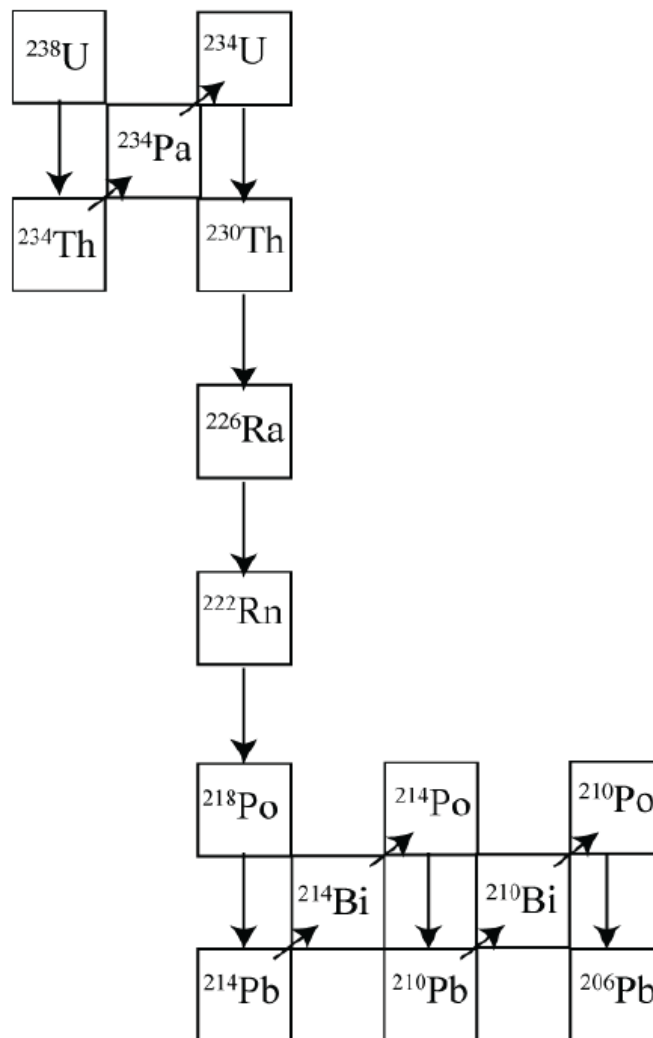 ²³⁸U ²³⁴U
²³⁴Pa
²³⁴Th ²³⁰Th
²²⁶Ra
²²²Rn
²¹⁸Po ²¹⁴Po ²¹⁰Po
²¹⁴Bi ²¹⁰Bi
²¹⁴Pb ²¹⁰Pb ²⁰⁶Pb